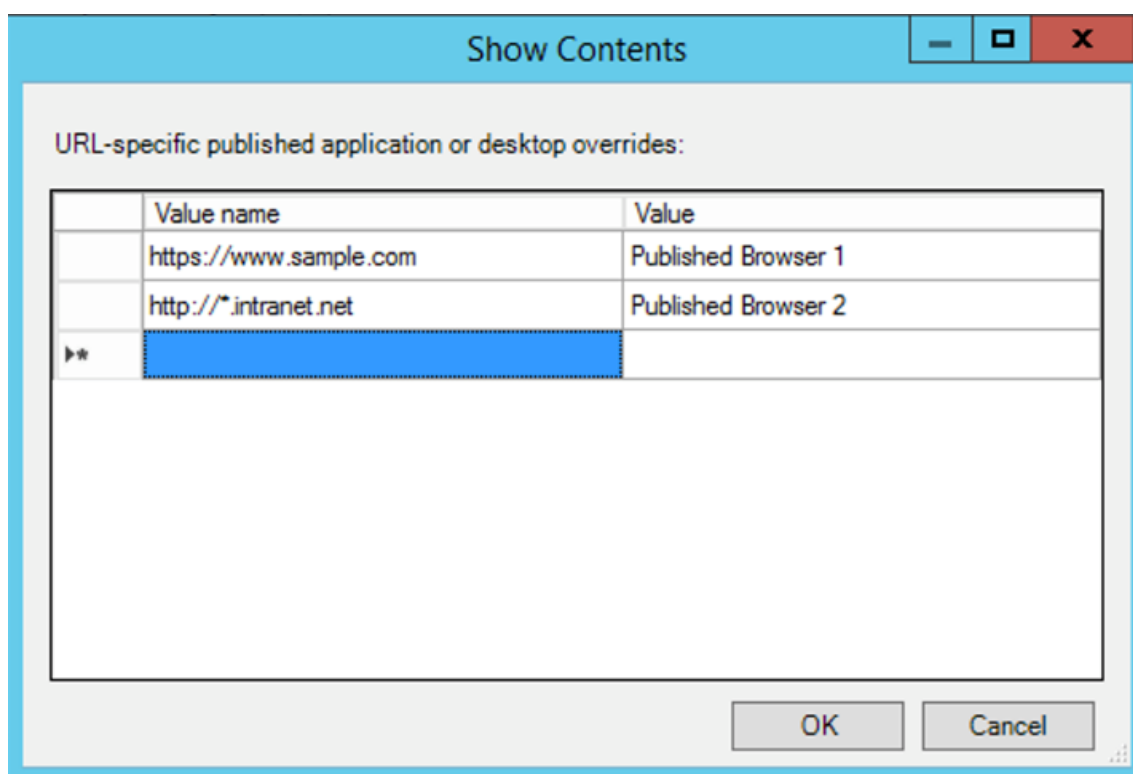 Show Contents
URL-specific published application or desktop overrides:
Value name Value
https://www.sample.com Published Browser 1
http://*.intranet.net Published Browser 2
OK Cancel